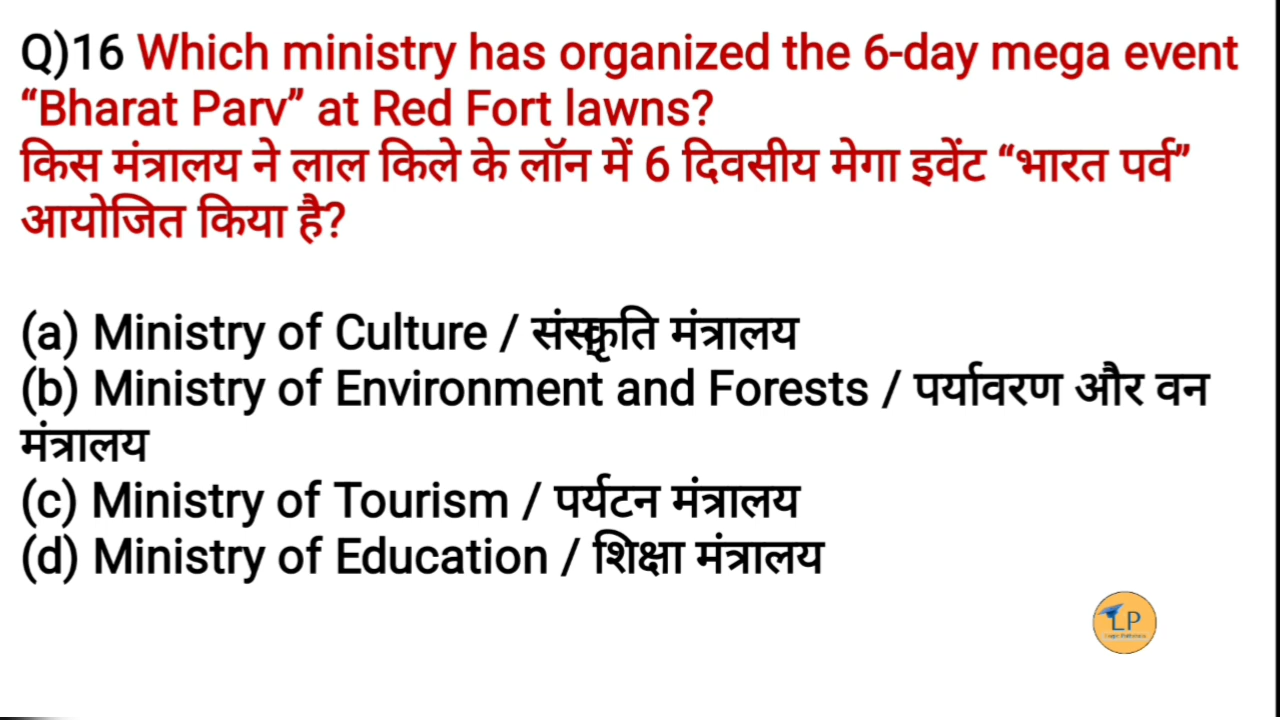 Q)16 Which ministry has organized the 6-day mega event
“Bharat Parv” at Red Fort lawns?
किस मंत्रालय ने लाल किले के लॉन में 6 दिवसीय मेगा इवेंट “भारत पर्व”
आयोजित किया है?
(a) Ministry of Culture / संस्कृति मंत्रालय
(b) Ministry of Environment and Forests / पर्यावरण और वन
मंत्रालय
(c) Ministry of Tourism / पर्यटन मंत्रालय
(d) Ministry of Education / शिक्षा मंत्रालय
LP